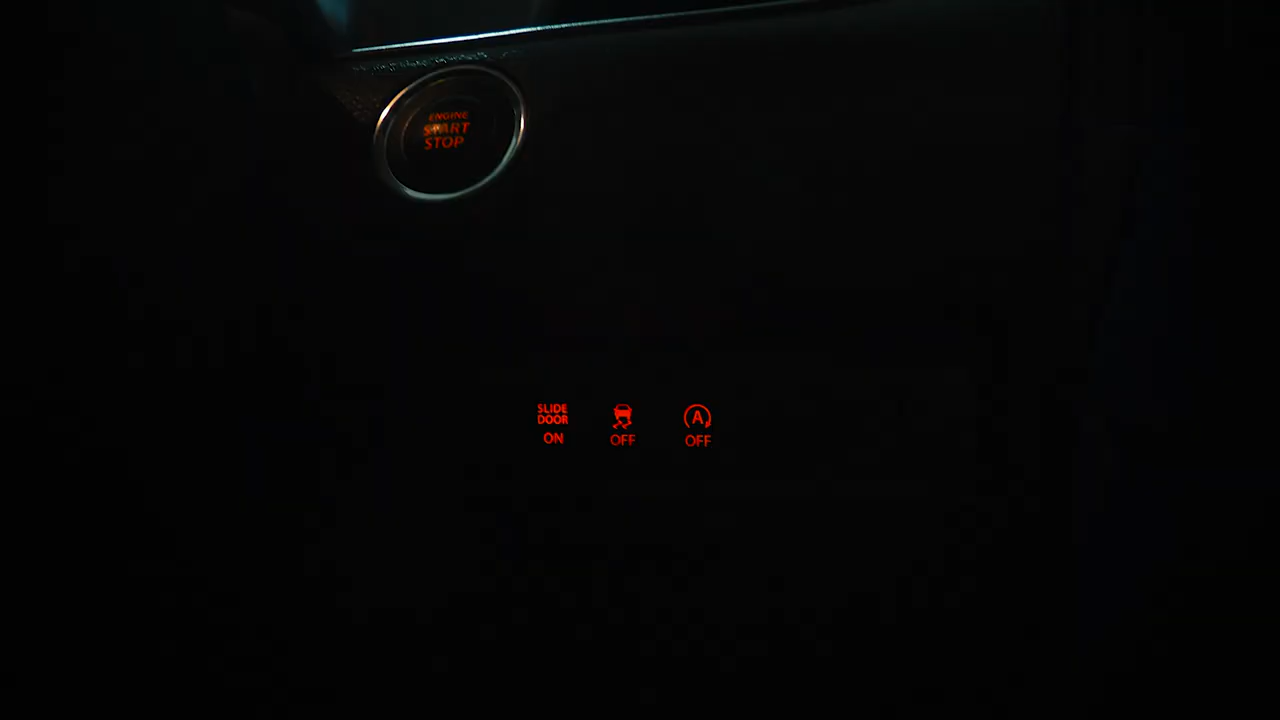 ENGINE
START
STOP
SLIDE
DOOR
ON
OFF
A
OFF